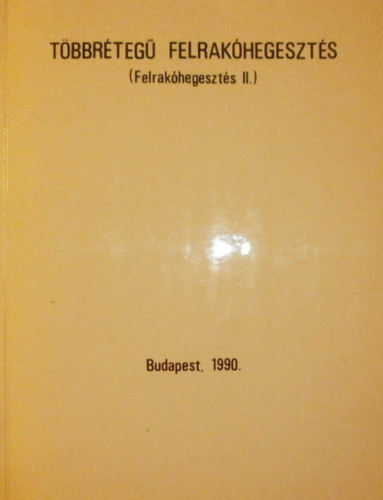 TÖBBRÉTEGŰ FELRAKÓHEGESZTÉS
(Felrakóhegesztés II.)
Budapest, 1990.